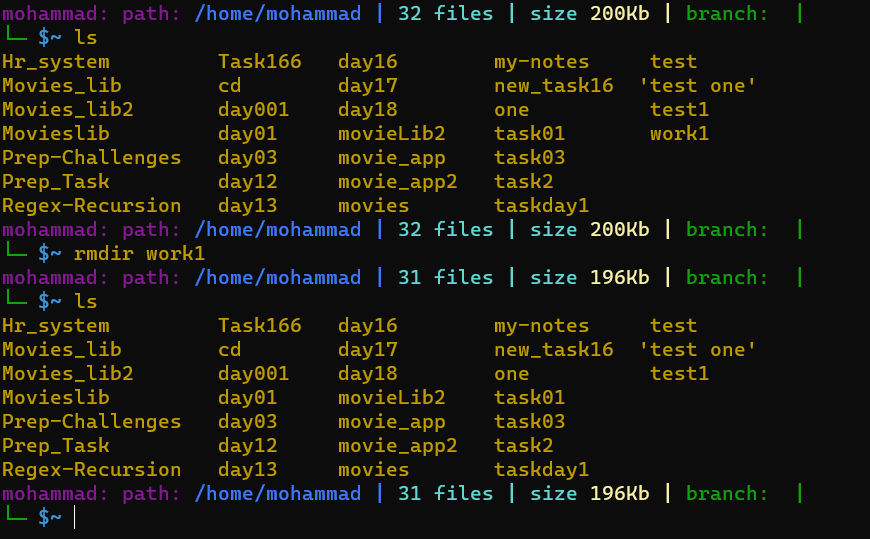 mohammad: path: /home/mohammad | 32 files | size 200Kb | branch:  |
└─ $~ ls
Hr_system         Task166   day16        my-notes     test
Movies_lib        cd        day17        new_task16  'test one'
Movies_lib2       day001    day18        one          test1
Movieslib         day01     movieLib2    task01       work1
Prep-Challenges   day03     movie_app    task03
Prep_Task         day12     movie_app2   task2
Regex-Recursion   day13     movies       taskday1
mohammad: path: /home/mohammad | 32 files | size 200Kb | branch:  |
└─ $~ rmdir work1
mohammad: path: /home/mohammad | 31 files | size 196Kb | branch:  |
└─ $~ ls
Hr_system         Task166   day16        my-notes     test
Movies_lib        cd        day17        new_task16  'test one'
Movies_lib2       day001    day18        one          test1
Movieslib         day01     movieLib2    task01
Prep-Challenges   day03     movie_app    task03
Prep_Task         day12     movie_app2   task2
Regex-Recursion   day13     movies       taskday1
mohammad: path: /home/mohammad | 31 files | size 196Kb | branch:  |
└─ $~